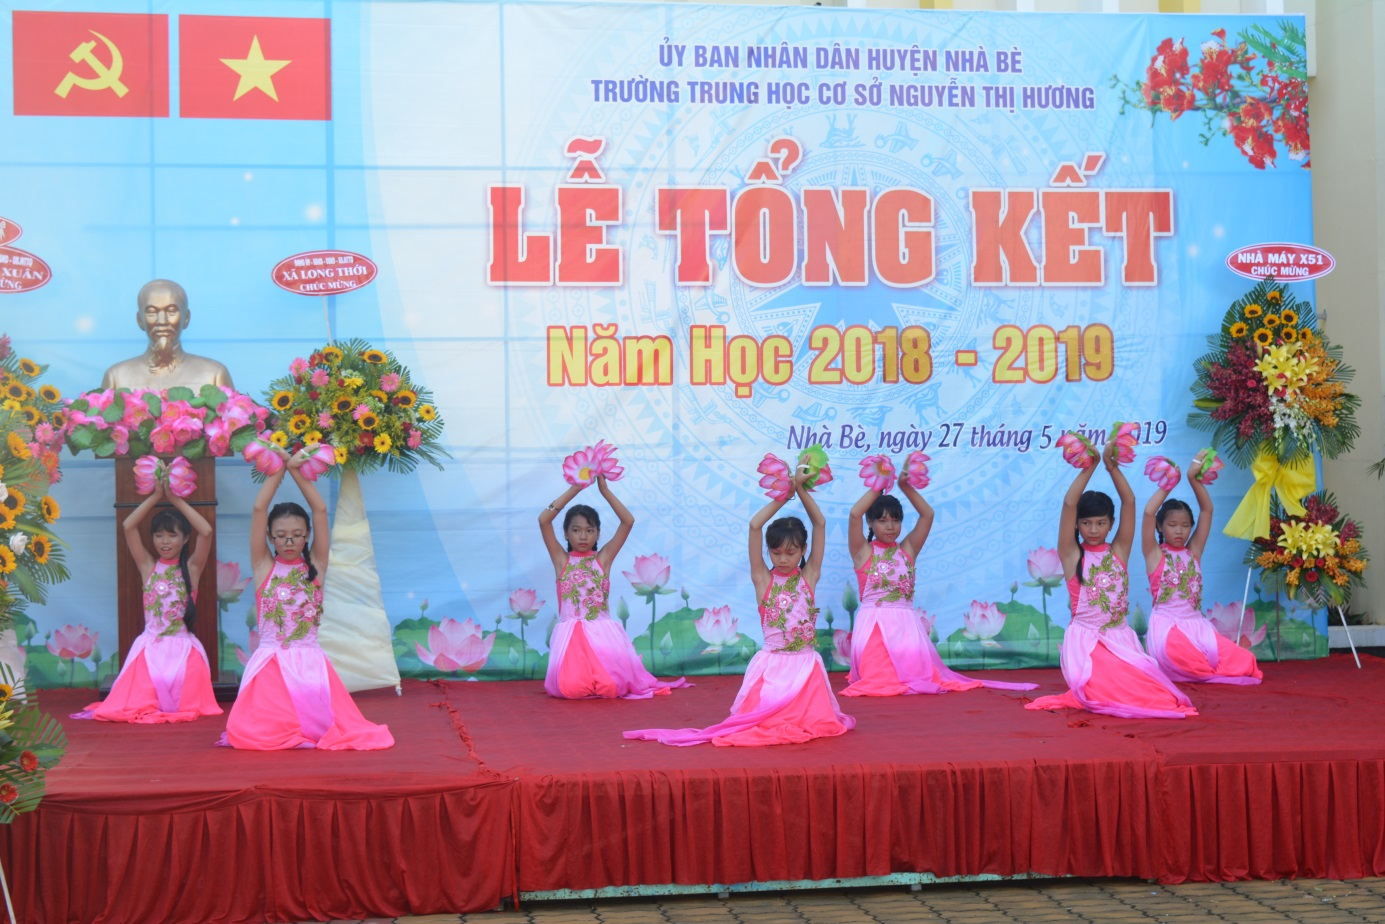 ỦY BAN NHÂN DÂN HUYỆN NHÀ BÈ
TRƯỜNG TRUNG HỌC CƠ SỞ NGUYỄN THỊ HƯƠNG
LỄ TỔNG KẾT
Năm Học 2018 - 2019
Nhà Bè, ngày 27 tháng 5 năm 2019
XUÂN
XÃ LONG THỚI
CHÚC MỪNG
NHÀ MÁY X51
CHÚC MỪNG